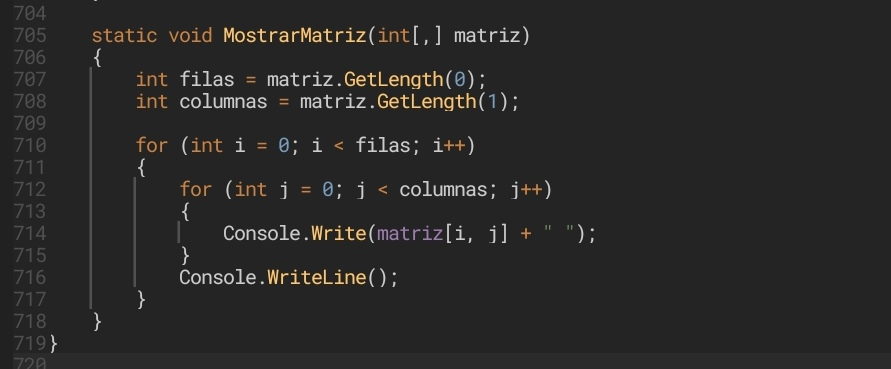 704
705    static void MostrarMatriz(int[,] matriz)
706    {
707        int filas = matriz.GetLength(0);
708        int columnas = matriz.GetLength(1);
709
710        for (int i = 0; i < filas; i++)
711        {
712            for (int j = 0; j < columnas; j++)
713            {
714                Console.Write(matriz[i, j] + " ");
715            }
716            Console.WriteLine();
717        }
718    }
719}
720